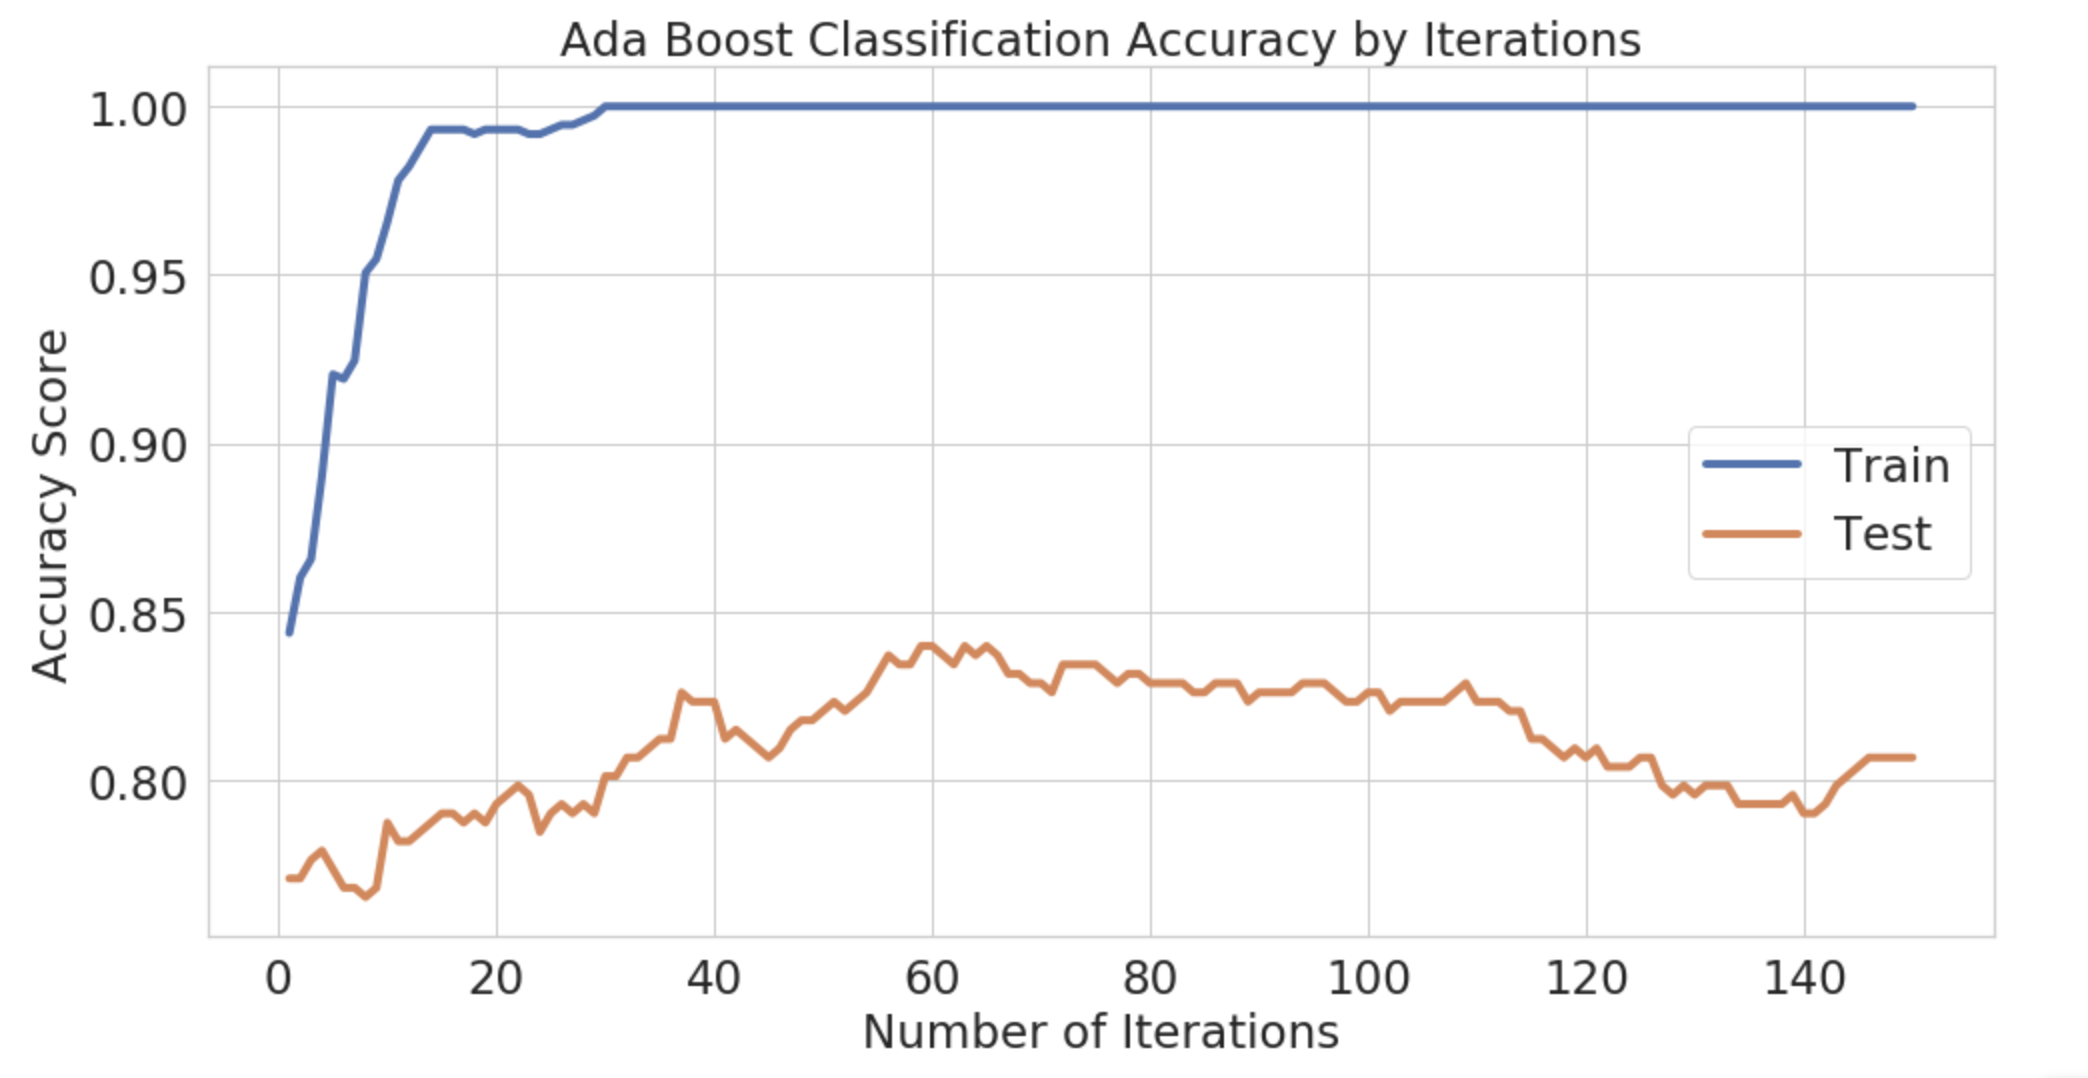 Ada Boost Classification Accuracy by Iterations
1.00
0.95
0.90
0.85
0.80
Accuracy Score
Train
Test
0 20 40 60 80 100 120 140
Number of Iterations